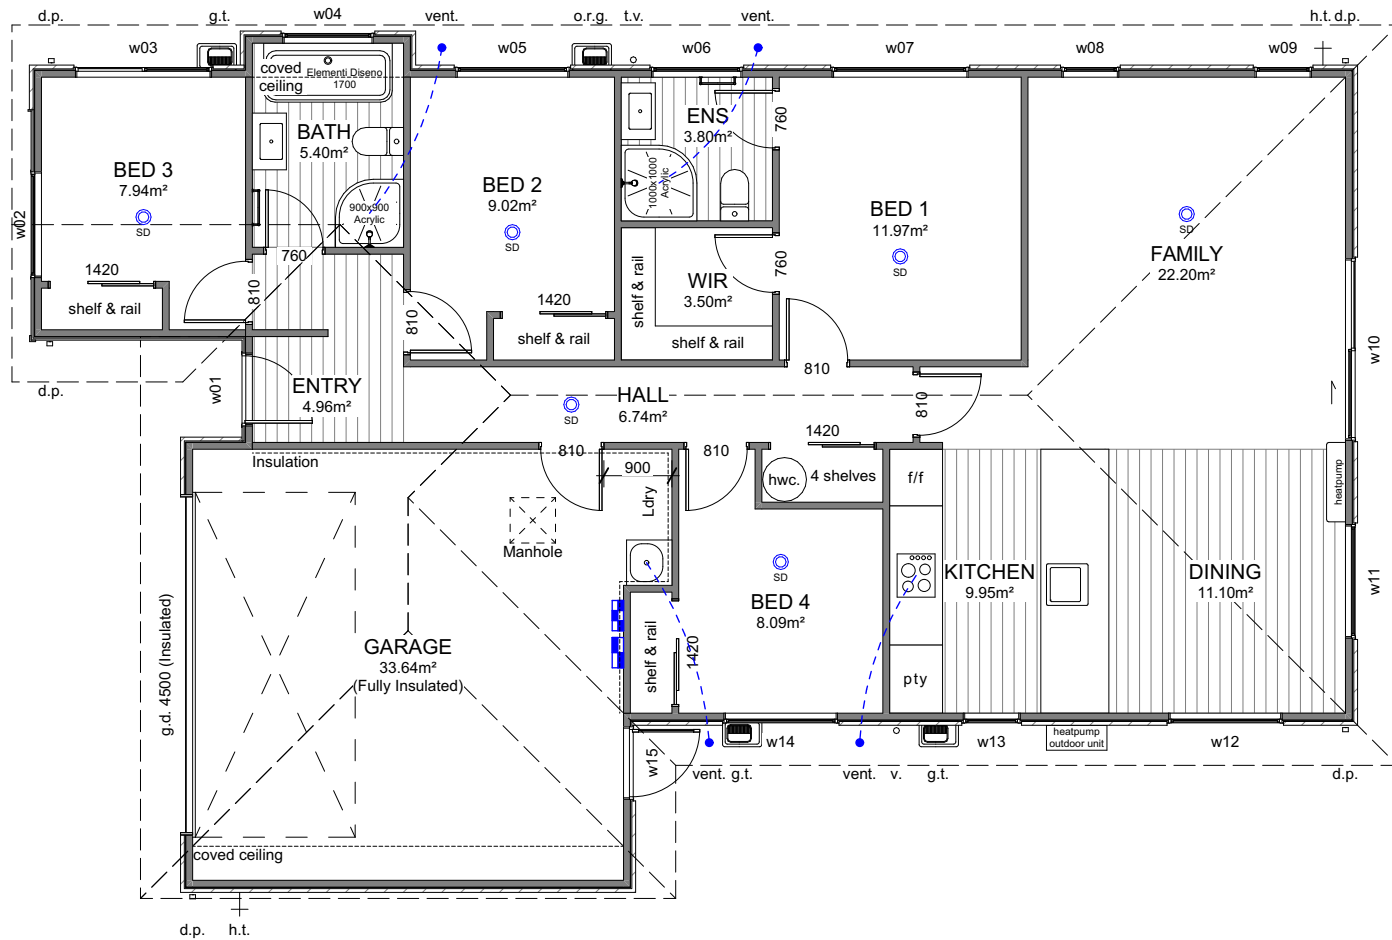 d.p.
g.t.
w04
vent.
o.r.g.
t.v.
vent.
h.t. d.p.
w03
w05
w06
w07
w08
w09
coved
ceiling
Elementi Diseno
1700
BATH
5.40m²
ENS
3.80m²
760
BED 3
7.94m²
SD
BED 2
9.02m²
SD
1000x1000
Acrylic
900x900
Acrylic
BED 1
11.97m²
SD
FAMILY
22.20m²
SD
w02
1420
shelf & rail
810
760
810
1420
shelf & rail
shelf & rail
WIR
3.50m²
shelf & rail
760
810
w10
d.p.
w01
ENTRY
4.96m²
HALL
6.74m²
SD
810
Insulation
810
900
810
1420
hwc.
4 shelves
f/f
heatpump
Ldry
Manhole
SD
BED 4
8.09m²
KITCHEN
9.95m²
DINING
11.10m²
w11
g.d. 4500 (Insulated)
GARAGE
33.64m²
(Fully Insulated)
shelf & rail
1420
pty
w15
w14
w13
heatpump
outdoor unit
w12
vent. g.t.
vent.
v.
g.t.
d.p.
coved ceiling
d.p.
h.t.